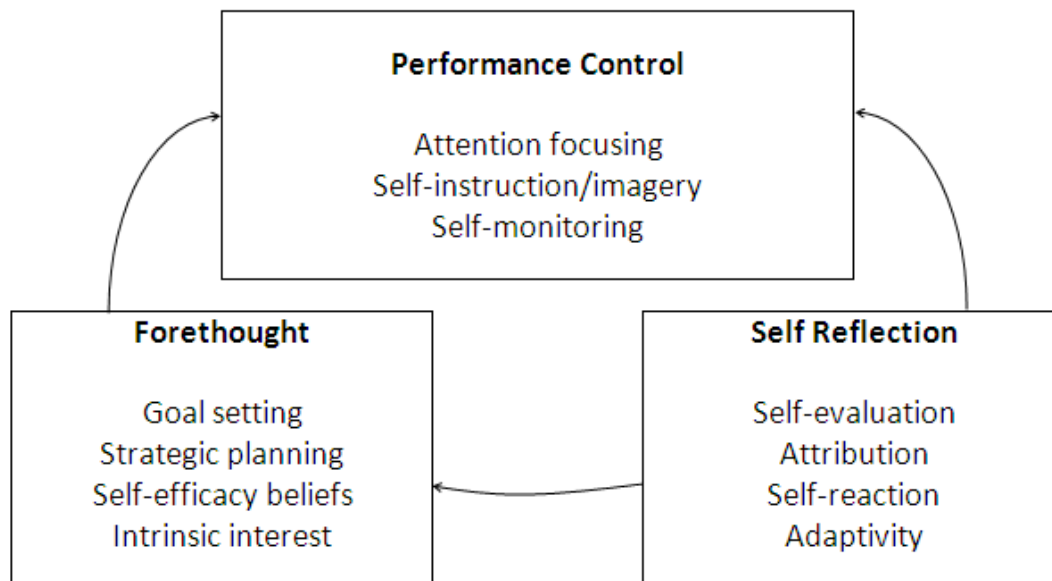 Performance Control
Attention focusing
Self-instruction/imagery
Self-monitoring
Forethought
Goal setting
Strategic planning
Self-efficacy beliefs
Intrinsic interest
Self Reflection
Self-evaluation
Attribution
Self-reaction
Adaptivity